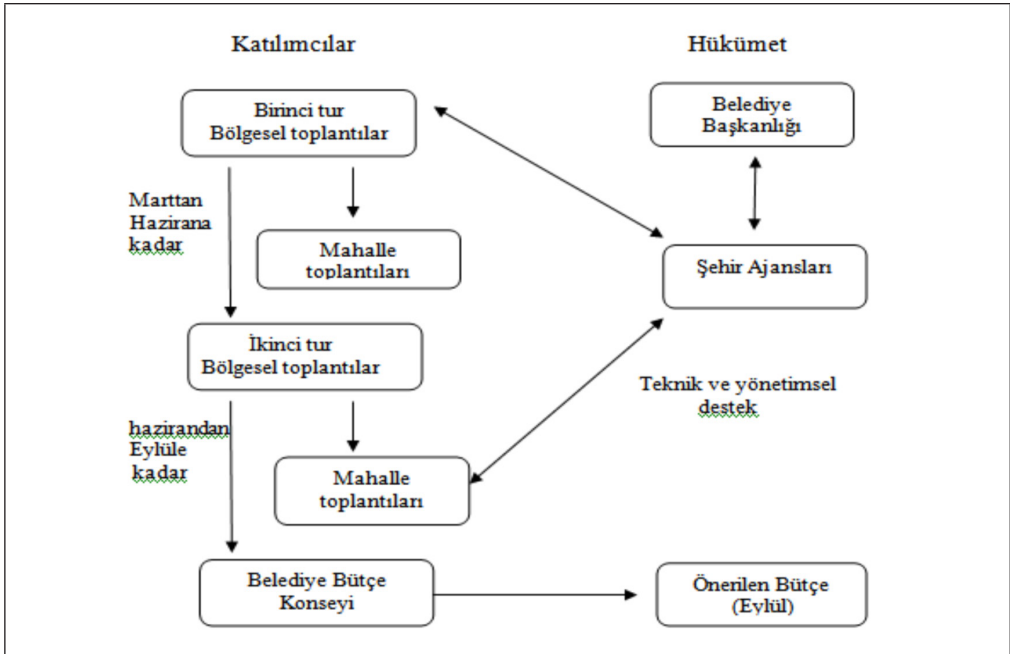 Katılımcılar
Hükümet
Birinci tur
Bölgesel toplantılar
Belediye
Başkanlığı
Marttan
Hazirana
kadar
Mahalle
toplantıları
Şehir Ajansları
İkinci tur
Bölgesel toplantılar
Teknik ve yönetimsel
destek
hazirandan
Eylüle
kadar
Mahalle
toplantıları
Belediye Bütçe
Konseyi
Önerilen Bütçe
(Eylül)